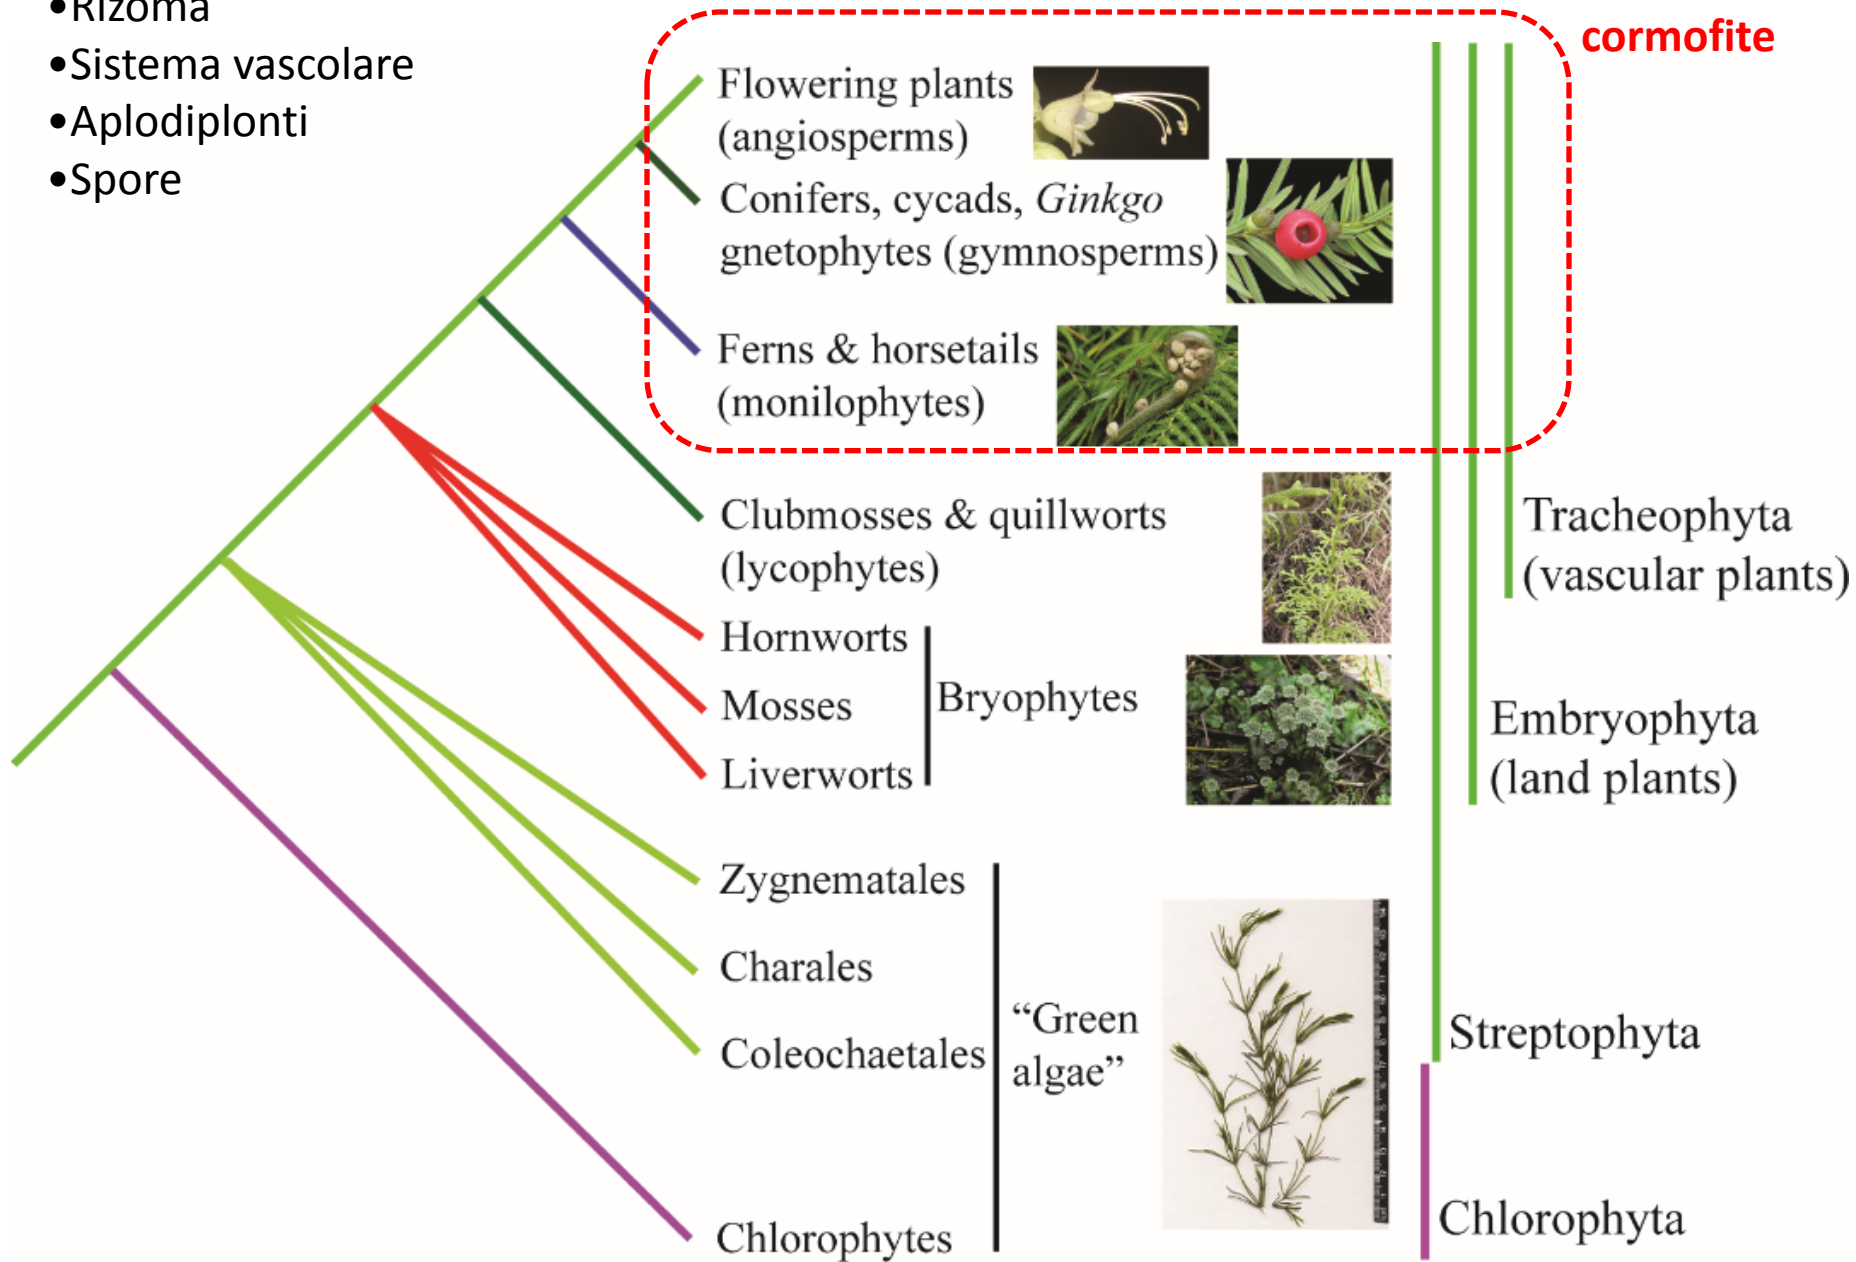 •Rizoma
•Sistema vascolare
•Aplodiplonti
•Spore
cormofite
Flowering plants
(angiosperms)
Conifers, cycads, Ginkgo
gnetophytes (gymnosperms)
Ferns & horsetails
(monilophytes)
Clubmosses & quillworts
(lycophytes)
Tracheophyta
(vascular plants)
Hornworts
Mosses
Liverworts
Bryophytes
Embryophyta
(land plants)
Zygnematales
Charales
Coleochaetales
“Green
algae”
Streptophyta
Chlorophytes
Chlorophyta